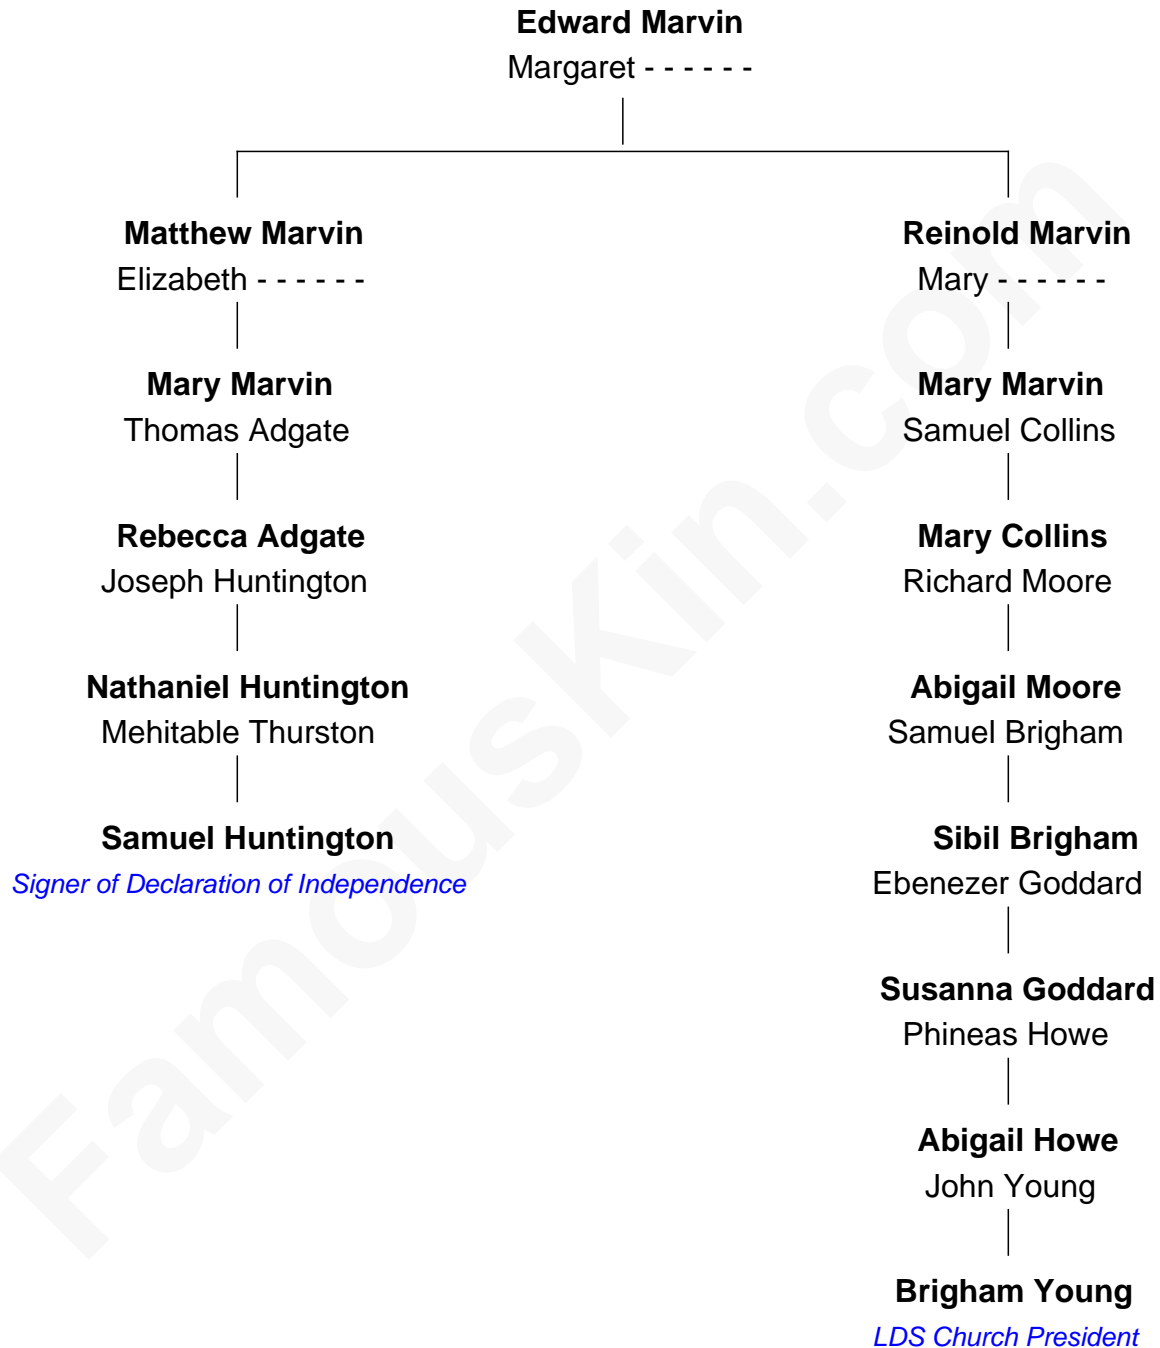 Edward Marvin
Margaret - - - - - -
Matthew Marvin
Elizabeth - - - - - -
Reinold Marvin
Mary - - - - - -
Mary Marvin
Thomas Adgate
Mary Marvin
Samuel Collins
Rebecca Adgate
Joseph Huntington
Mary Collins
Richard Moore
Nathaniel Huntington
Mehitable Thurston
Abigail Moore
Samuel Brigham
Samuel Huntington
Signer of Declaration of Independence
Sibil Brigham
Ebenezer Goddard
Susanna Goddard
Phineas Howe
Abigail Howe
John Young
Brigham Young
LDS Church President
FamousKin.com